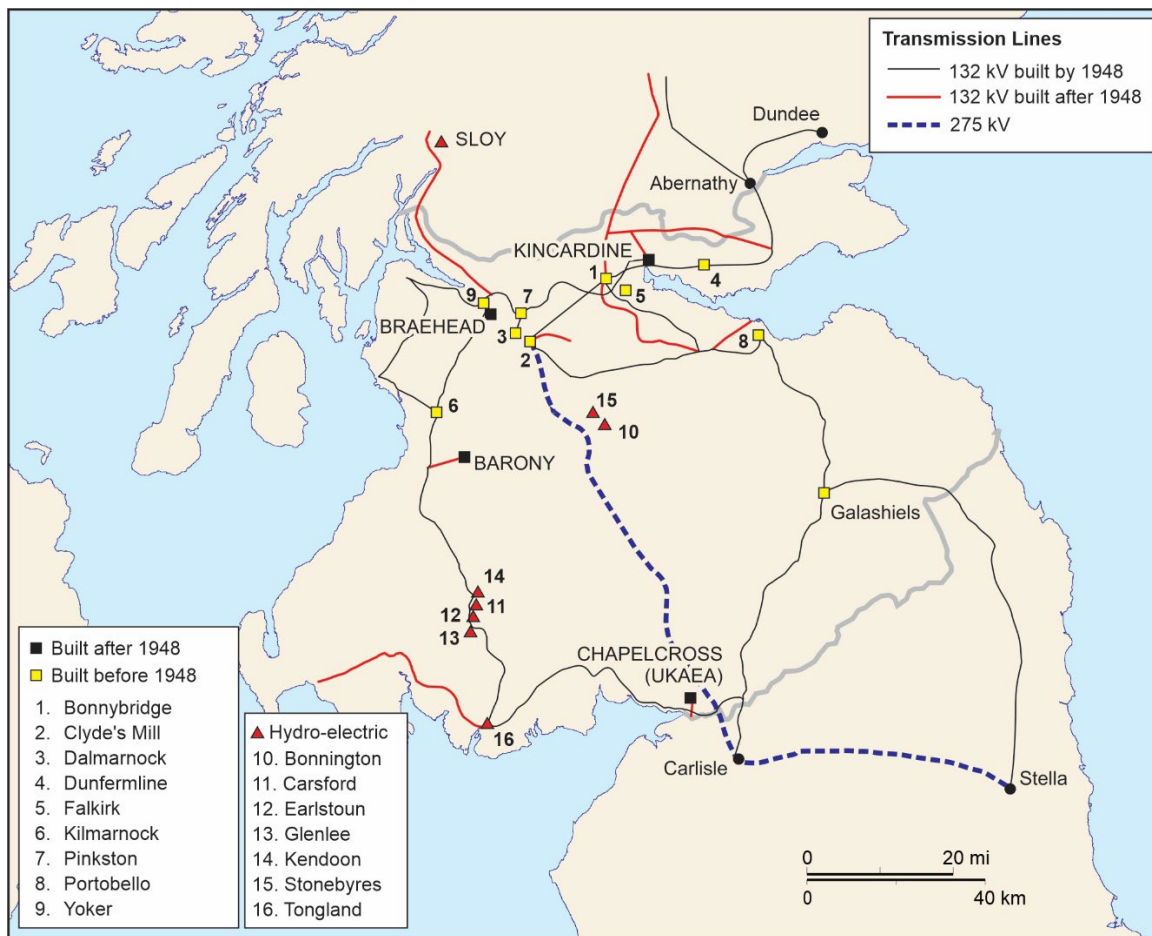 Transmission Lines
132 kV built by 1948
132 kV built after 1948
275 kV
Dundee
SLOY
Abernathy
KINCARDINE
1
4
5
9
7
BRAEHEAD
3
2
8
6
15
10
BARONY
Galashiels
14
11
12
13
CHAPELCROSS
(UKAEA)
16
Carlisle
Stella
Built after 1948
Built before 1948
1. Bonnybridge
2. Clyde's Mill
3. Dalmarnock
4. Dunfermline
5. Falkirk
6. Kilmarnock
7. Pinkston
8. Portobello
9. Yoker
Hydro-electric
10. Bonnington
11. Carsford
12. Earlstoun
13. Glenlee
14. Kendoon
15. Stonebyres
16. Tongland
0 20 mi
0 40 km